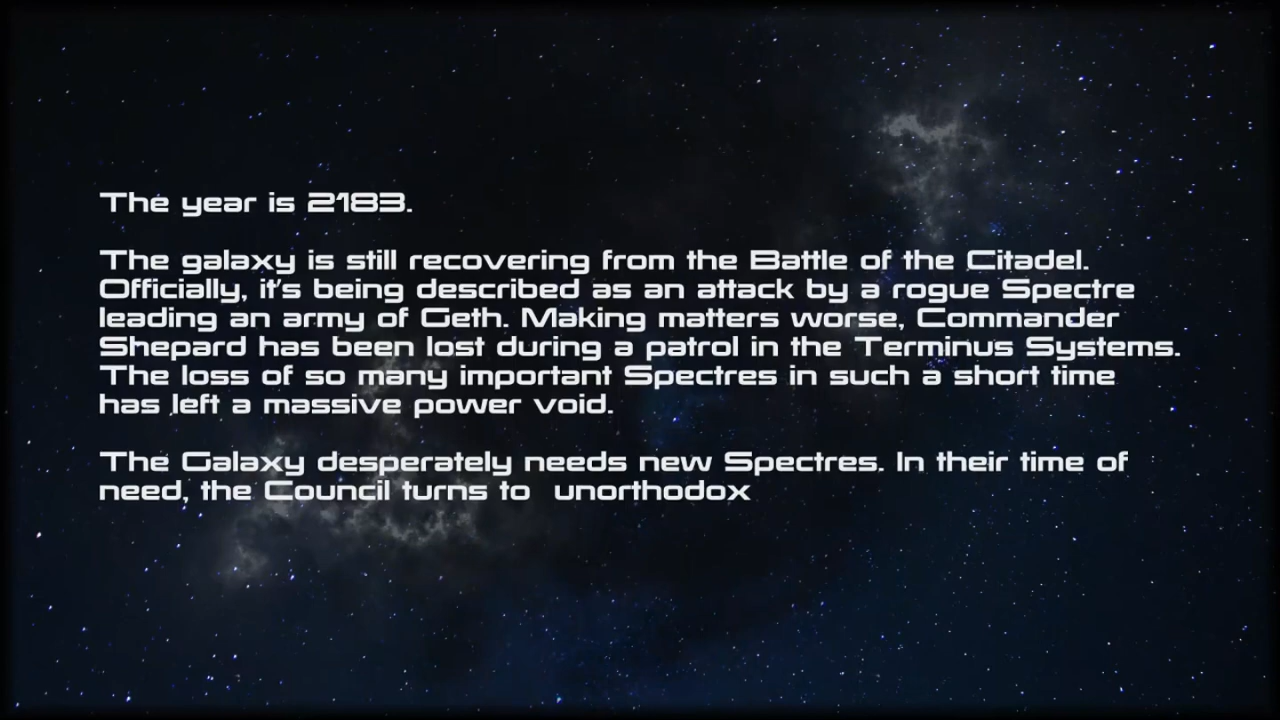 The year is 2183.
The galaxy is still recovering from the Battle of the Citadel.
Officially, it's being described as an attack by a rogue Spectre
leading an army of Geth. Making matters worse, Commander
Shepard has been lost during a patrol in the Terminus Systems.
The loss of so many important Spectres in such a short time
has left a massive power void.
The Galaxy desperately needs new Spectres. In their time of
need, the Council turns to  unorthodox